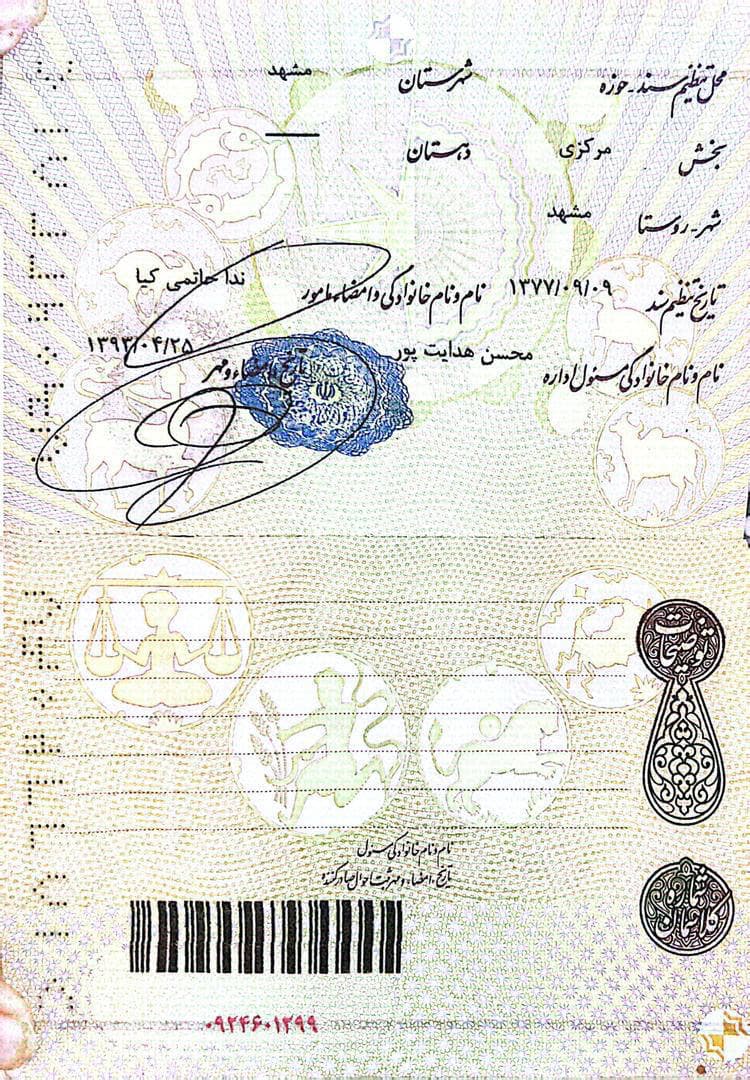 محل تنظیم سند - حوزه شهرستان مشهد
بخش مرکزی دهستان —
شهر - روستا مشهد
تاریخ تنظیم سند ۱۳۷۷/۰۹/۰۹ نام و نام خانوادگی و امضاء مامور ندا حاتمی کیا
نام و نام خانوادگی مسئول اداره محسن هدایت پور تاریخ، امضاء و مهر ۱۳۹۳/۰۴/۲۵
توضیحات
نام و نام خانوادگی مسئول
تاریخ، امضاء و مهر ثبت احوال صادرکننده
شماره
۰۹۲۴۶۰۱۲۹۹